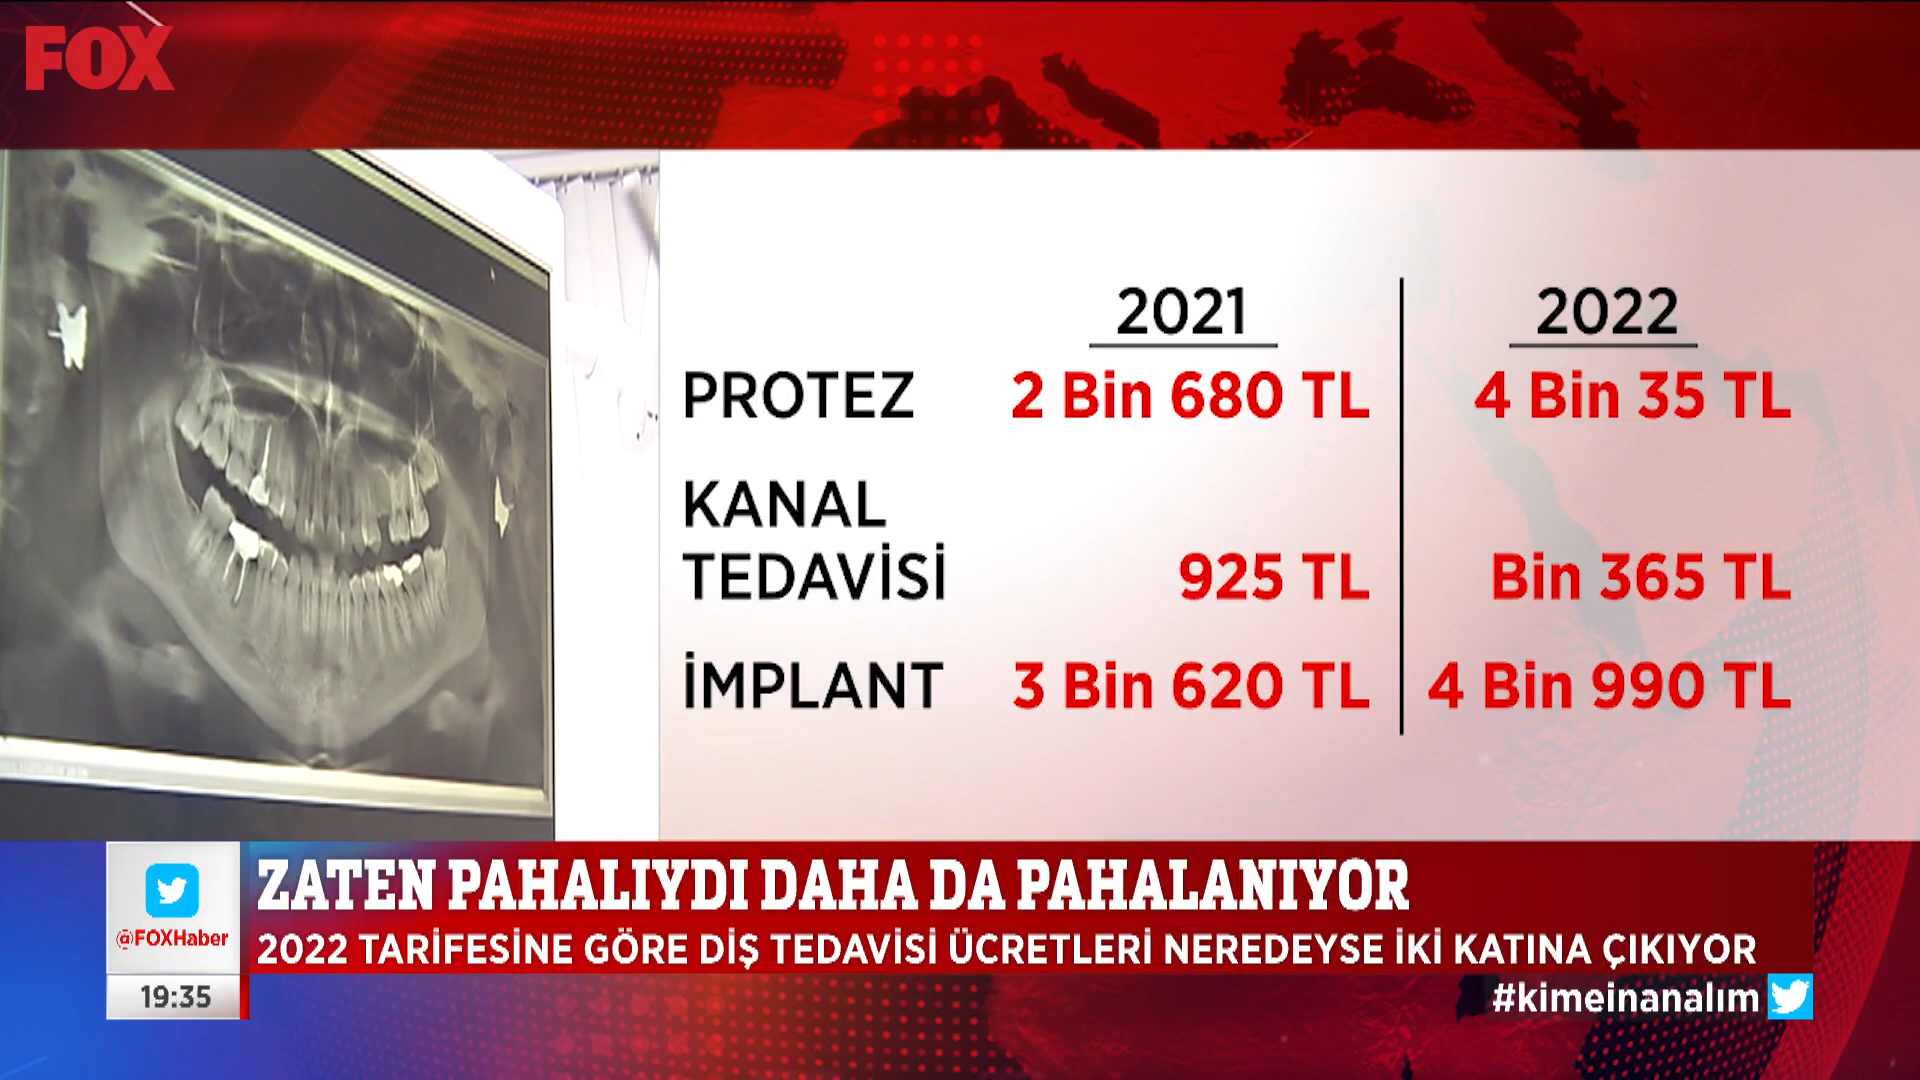 FOX
2021 2022
PROTEZ 2 Bin 680 TL 4 Bin 35 TL
KANAL
TEDAVİSİ 925 TL Bin 365 TL
İMPLANT 3 Bin 620 TL 4 Bin 990 TL
ZATEN PAHALIYDI DAHA DA PAHALANIYOR
@FOXHaber
2022 TARİFESİNE GÖRE DİŞ TEDAVİSİ ÜCRETLERİ NEREDEYSE İKİ KATINA ÇIKIYOR
19:35
#kimeinanalım